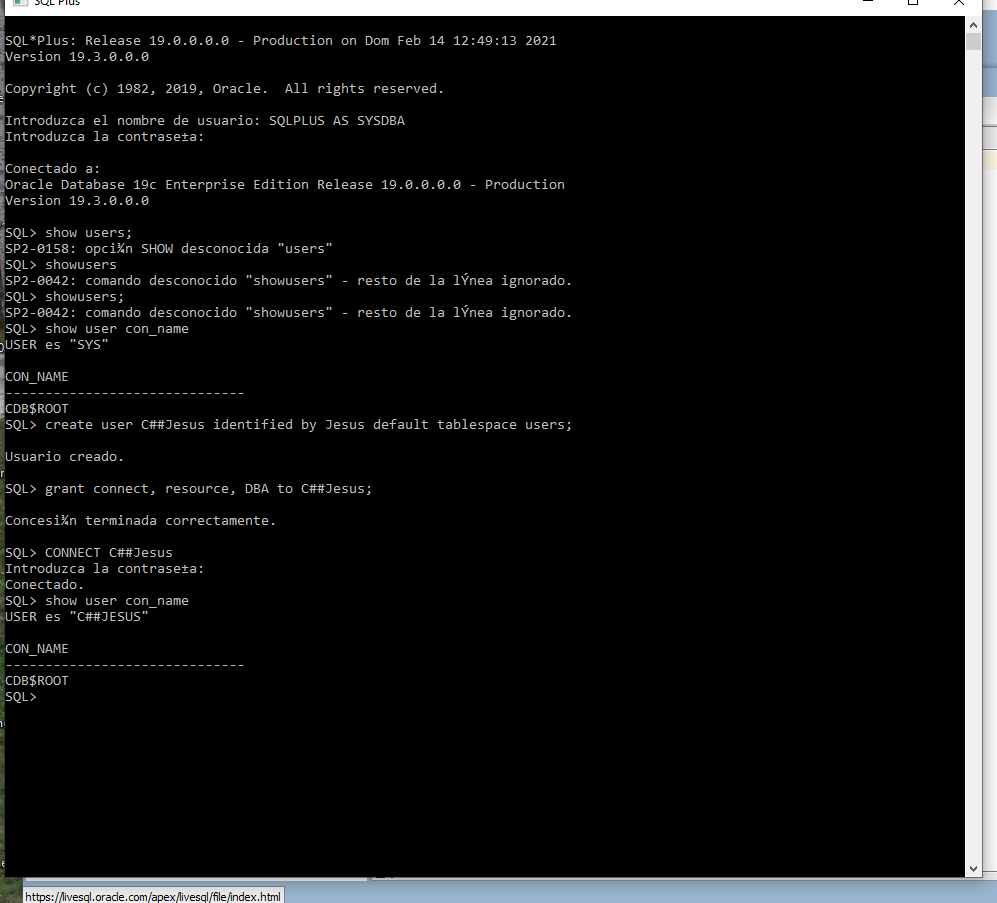 SQL Plus
SQL*Plus: Release 19.0.0.0.0 - Production on Dom Feb 14 12:49:13 2021
Version 19.3.0.0.0
Copyright (c) 1982, 2019, Oracle.  All rights reserved.
Introduzca el nombre de usuario: SQLPLUS AS SYSDBA
Introduzca la contrase±a:
Conectado a:
Oracle Database 19c Enterprise Edition Release 19.0.0.0.0 - Production
Version 19.3.0.0.0
SQL> show users;
SP2-0158: opci¾n SHOW desconocida "users"
SQL> showusers
SP2-0042: comando desconocido "showusers" - resto de la lÝnea ignorado.
SQL> showusers;
SP2-0042: comando desconocido "showusers" - resto de la lÝnea ignorado.
SQL> show user con_name
USER es "SYS"
CON_NAME
------------------------------
CDB$ROOT
SQL> create user C##Jesus identified by Jesus default tablespace users;
Usuario creado.
SQL> grant connect, resource, DBA to C##Jesus;
Concesi¾n terminada correctamente.
SQL> CONNECT C##Jesus
Introduzca la contrase±a:
Conectado.
SQL> show user con_name
USER es "C##JESUS"
CON_NAME
------------------------------
CDB$ROOT
SQL>
https://livesql.oracle.com/apex/livesql/file/index.html